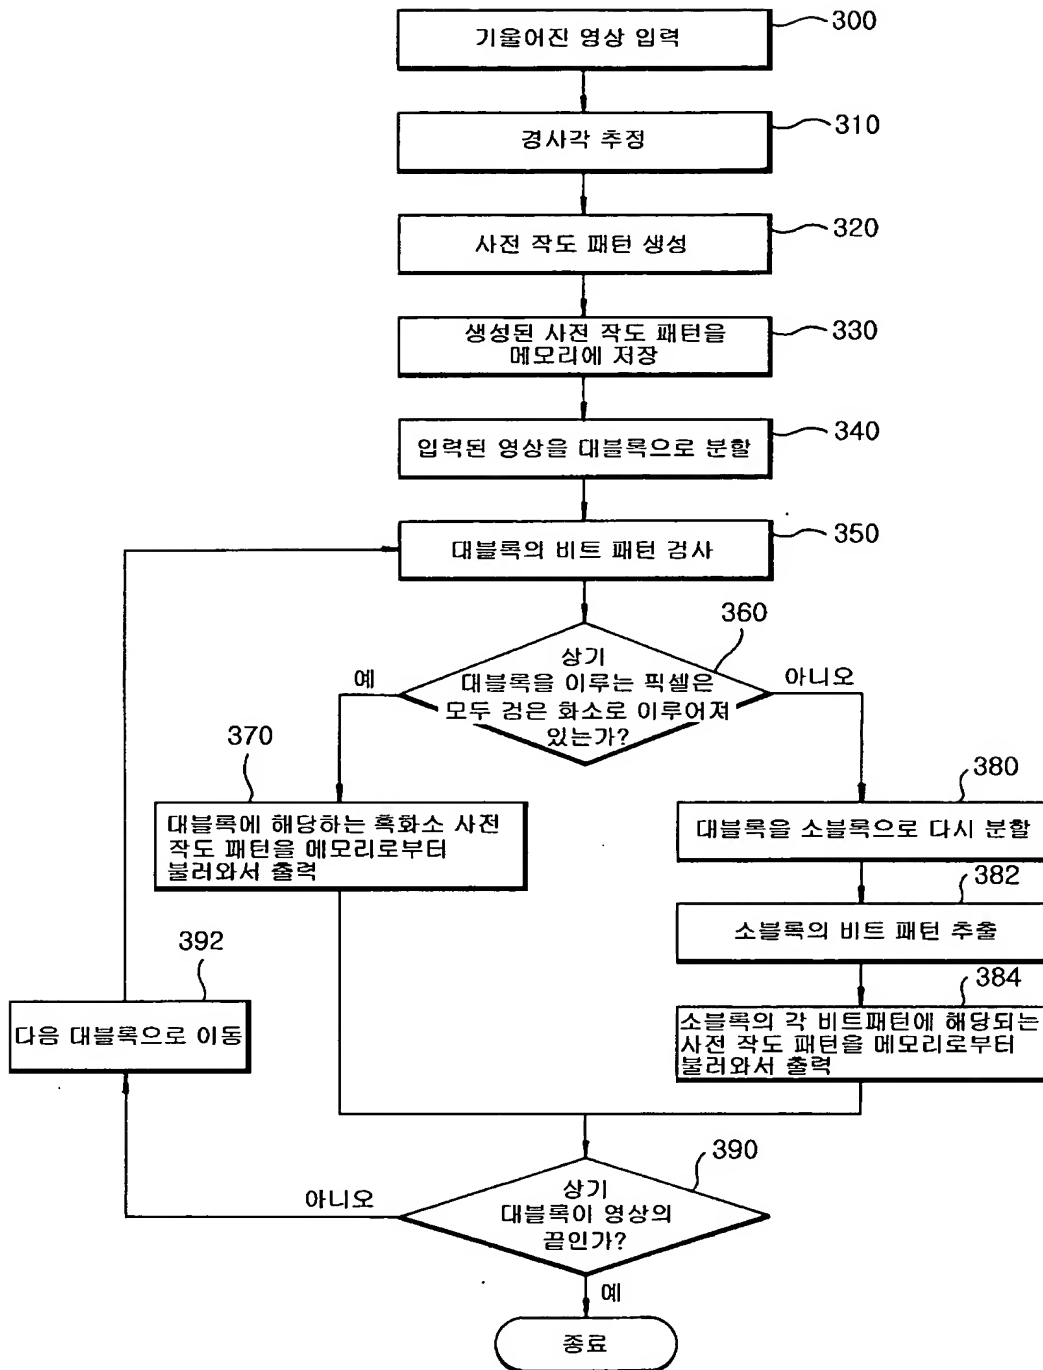 기울어진 영상 입력
300
경사각 추정
310
사전 작도 패턴 생성
320
생성된 사전 작도 패턴을
메모리에 저장
330
입력된 영상을 대블록으로 분할
340
대블록의 비트 패턴 검사
350
360
상기
대블록을 이루는 픽셀은
모두 검은 화소로 이루어져
있는가?
예
아니오
370
대블록에 해당하는 흑화소 사전
작도 패턴을 메모리로부터
불러와서 출력
380
대블록을 소블록으로 다시 분할
382
소블록의 비트 패턴 추출
384
소블록의 각 비트패턴에 해당되는
사전 작도 패턴을 메모리로부터
불러와서 출력
392
다음 대블록으로 이동
390
상기
대블록이 영상의
끝인가?
아니오
예
종료